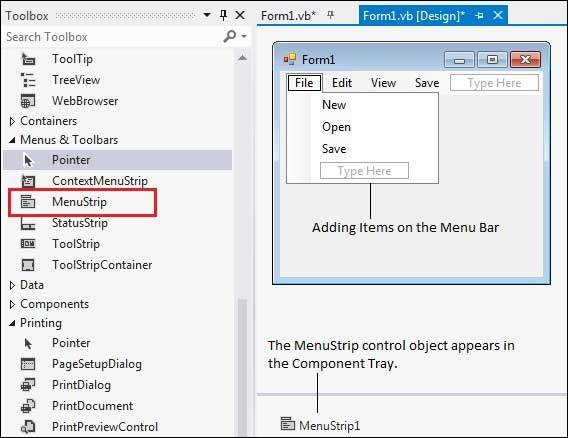 Toolbox
Search Toolbox
ToolTip
TreeView
WebBrowser
Containers
Menus & Toolbars
Pointer
ContextMenuStrip
MenuStrip
StatusStrip
ToolStrip
ToolStripContainer
Data
Components
Printing
Pointer
PageSetupDialog
PrintDialog
PrintDocument
PrintPreviewControl
Form1.vb* Form1.vb [Design]*
Form1
File Edit View Save Type Here
New
Open
Save
Type Here
Adding Items on the Menu Bar
The MenuStrip control object appears in
the Component Tray.
MenuStrip1